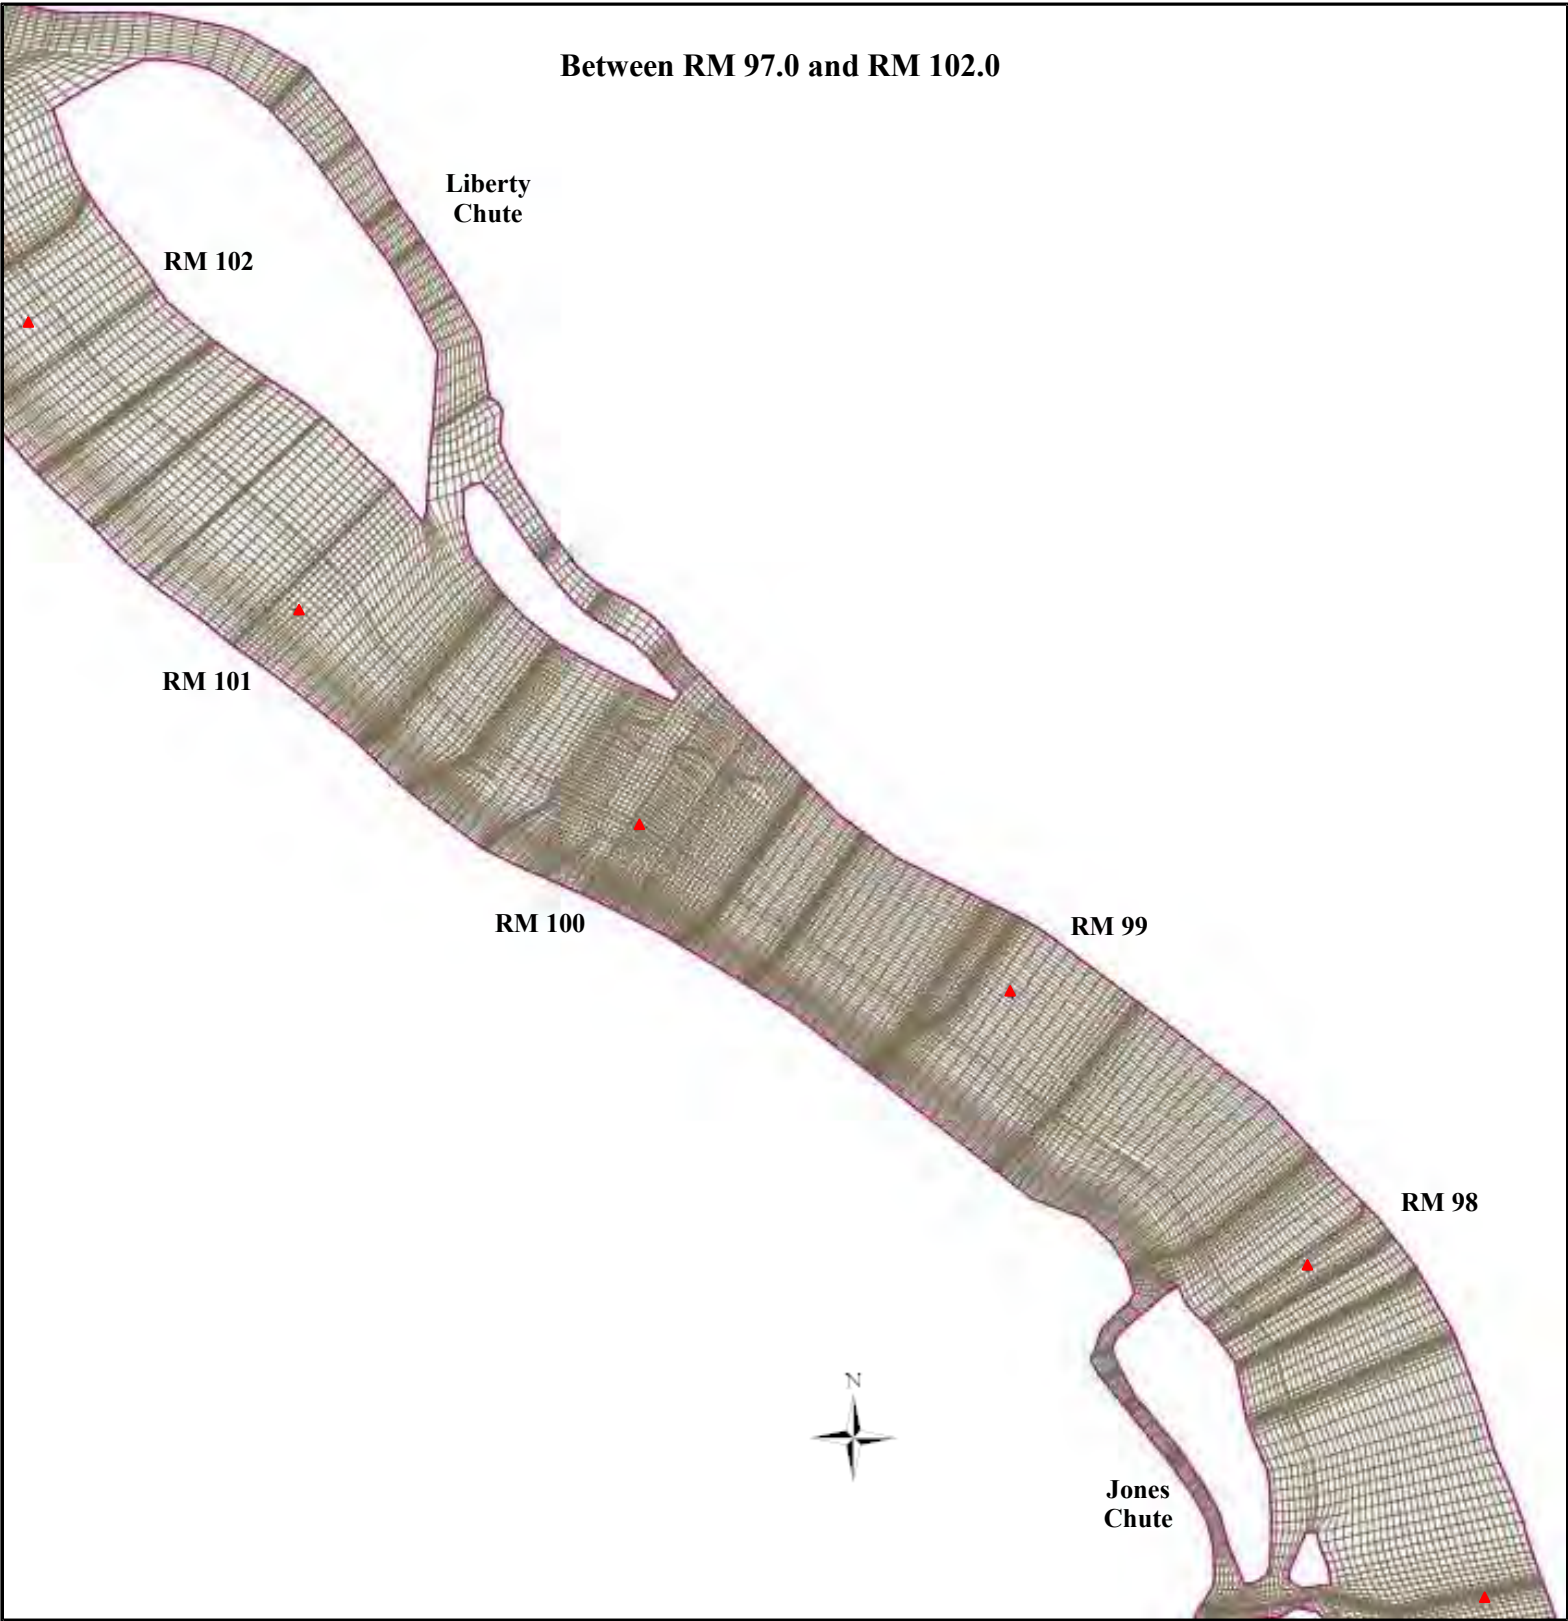 Between RM 97.0 and RM 102.0
Liberty
Chute
RM 102
RM 101
RM 100
RM 99
RM 98
N
Jones
Chute